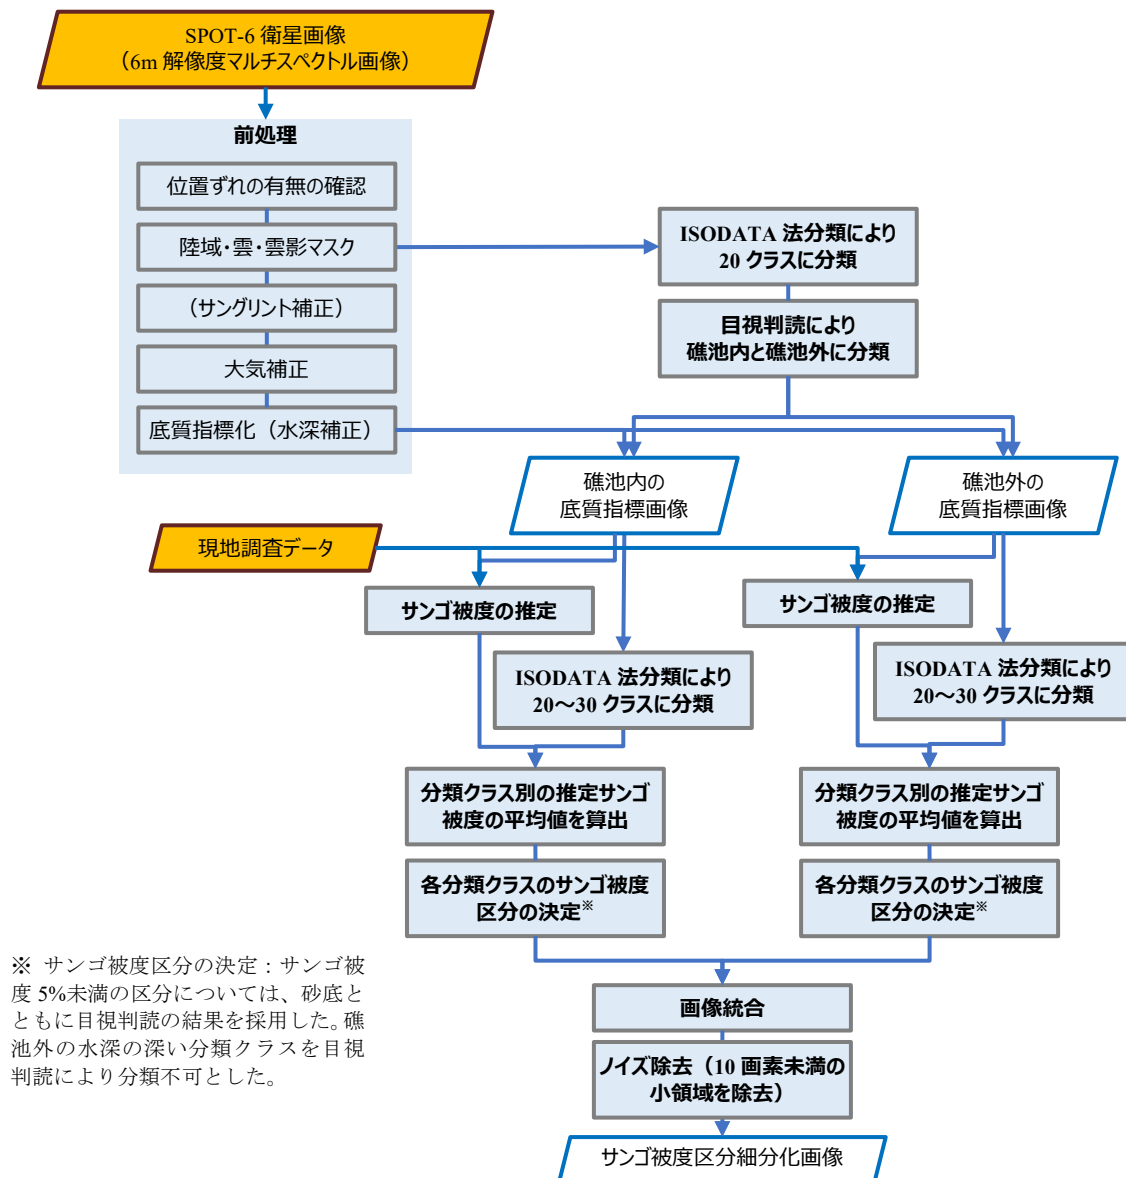 SPOT-6 衛星画像
（6m 解像度マルチスペクトル画像）
前処理
位置ずれの有無の確認
陸域・雲・雲影マスク
（サングリント補正）
大気補正
底質指標化（水深補正）
ISODATA 法分類により
20 クラスに分類
目視判読により
礁池内と礁池外に分類
礁池内の
底質指標画像
礁池外の
底質指標画像
現地調査データ
サンゴ被度の推定
サンゴ被度の推定
ISODATA 法分類により
20～30 クラスに分類
ISODATA 法分類により
20～30 クラスに分類
分類クラス別の推定サンゴ
被度の平均値を算出
分類クラス別の推定サンゴ
被度の平均値を算出
各分類クラスのサンゴ被度
区分の決定※
各分類クラスのサンゴ被度
区分の決定※
※ サンゴ被度区分の決定：サンゴ被
度 5%未満の区分については、砂底と
ともに目視判読の結果を採用した。礁
池外の水深の深い分類クラスを目視
判読により分類不可とした。
画像統合
ノイズ除去（10 画素未満の
小領域を除去）
サンゴ被度区分細分化画像